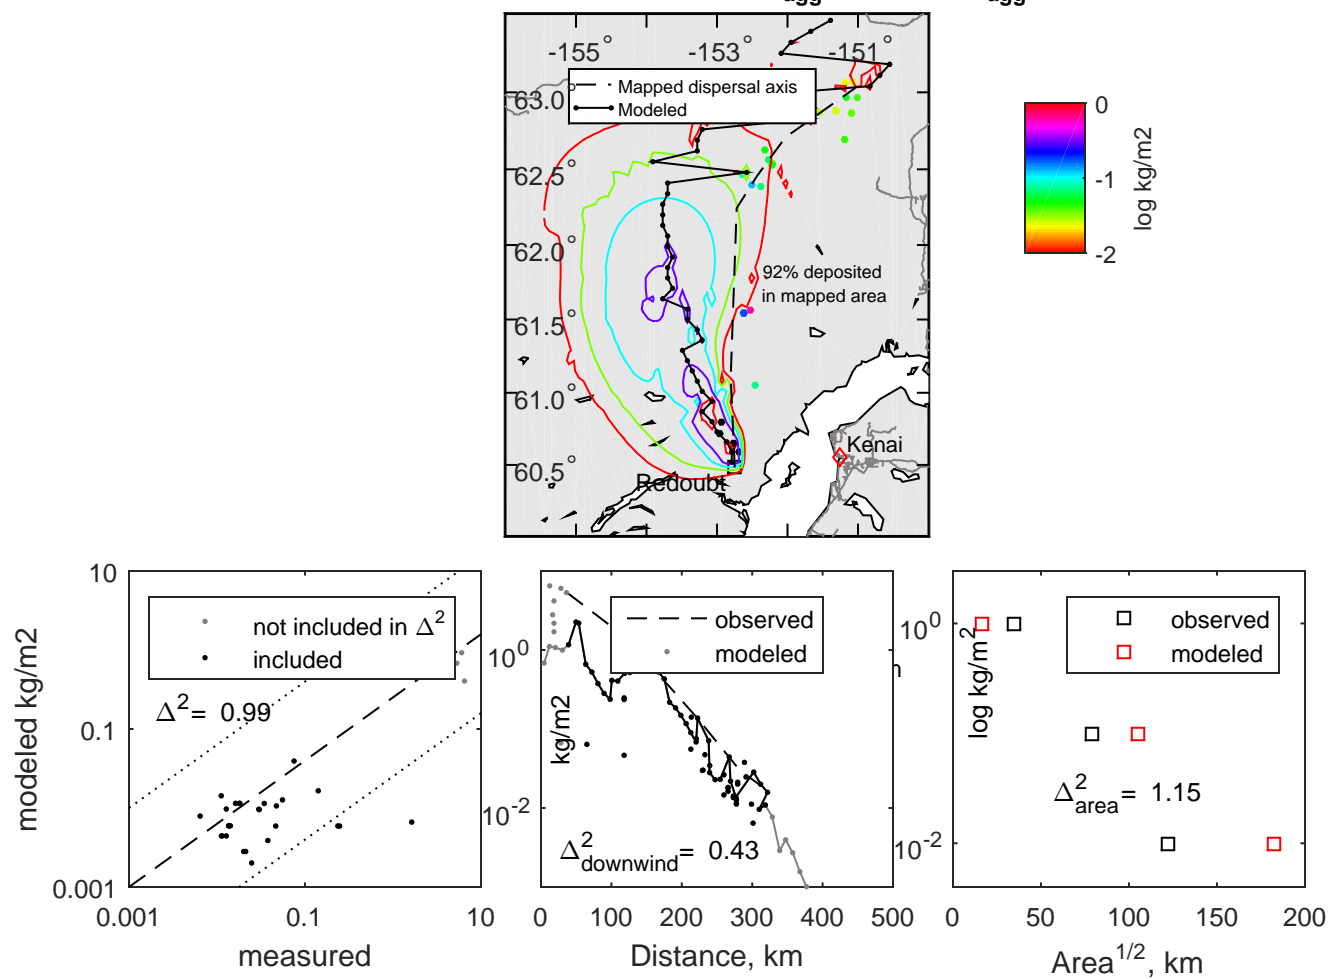 agg agg
-155° -153° -151°
Mapped dispersal axis
Modeled
63.0°
62.5°
62.0°
61.5°
61.0°
60.5°
92% deposited
in mapped area
Kenai
Redoubt
0
-1
-2
log kg/m2
10
0.1
0.001
modeled kg/m2
not included in Δ²
included
Δ²= 0.99
0.001 0.1 10
measured
10⁰
10⁻²
kg/m2
observed
modeled
Δ²downwind= 0.43
0 100 200 300 400 500
Distance, km
10⁰
10⁻²
log kg/m²
observed
modeled
Δ²area= 1.15
0 50 100 150 200
Area^1/2, km